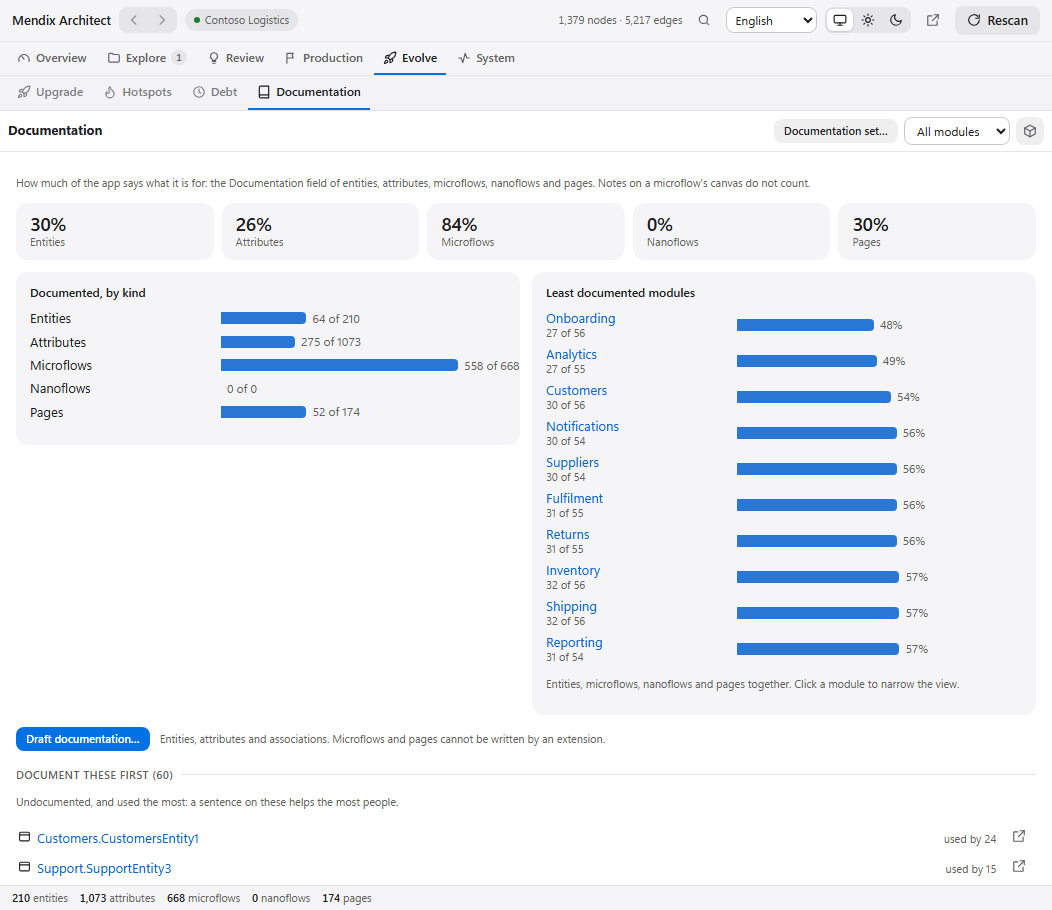 Mendix Architect
Contoso Logistics
1,379 nodes · 5,217 edges
English
Rescan
Overview
Explore 1
Review
Production
Evolve
System
Upgrade
Hotspots
Debt
Documentation
Documentation
Documentation set...
All modules
How much of the app says what it is for: the Documentation field of entities, attributes, microflows, nanoflows and pages. Notes on a microflow's canvas do not count.
30%
Entities
26%
Attributes
84%
Microflows
0%
Nanoflows
30%
Pages
Documented, by kind
Entities 64 of 210
Attributes 275 of 1073
Microflows 558 of 668
Nanoflows 0 of 0
Pages 52 of 174
Least documented modules
Onboarding
27 of 56
48%
Analytics
27 of 55
49%
Customers
30 of 56
54%
Notifications
30 of 54
56%
Suppliers
30 of 54
56%
Fulfilment
31 of 55
56%
Returns
31 of 55
56%
Inventory
32 of 56
57%
Shipping
32 of 56
57%
Reporting
31 of 54
57%
Entities, microflows, nanoflows and pages together. Click a module to narrow the view.
Draft documentation...
Entities, attributes and associations. Microflows and pages cannot be written by an extension.
DOCUMENT THESE FIRST (60)
Undocumented, and used the most: a sentence on these helps the most people.
Customers.CustomersEntity1 used by 24
Support.SupportEntity3 used by 15
210 entities 1,073 attributes 668 microflows 0 nanoflows 174 pages